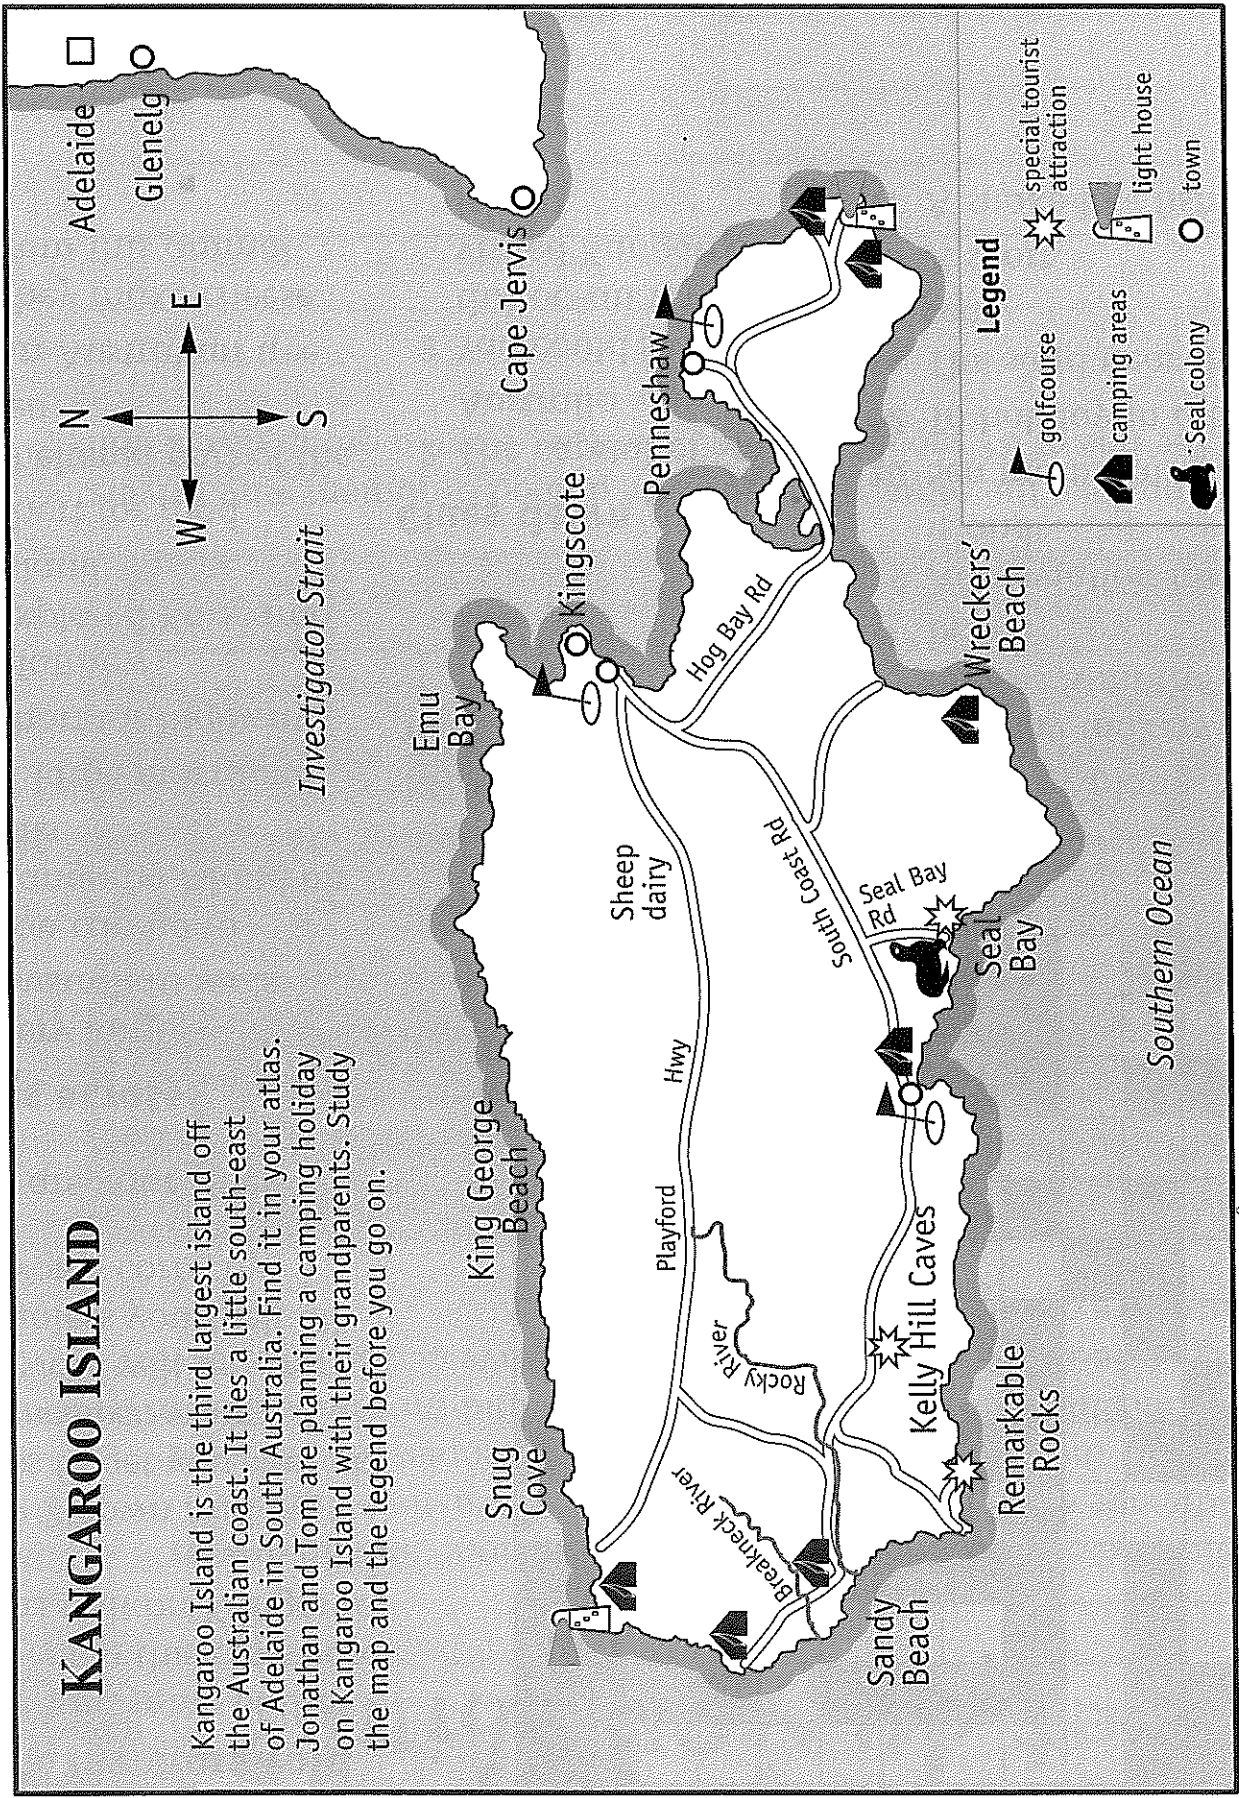 KANGAROO ISLAND
Kangaroo Island is the third largest island off
the Australian coast. It lies a little south-east
of Adelaide in South Australia. Find it in your atlas.
Jonathan and Tom are planning a camping holiday
on Kangaroo Island with their grandparents. Study
the map and the legend before you go on.
N
W
E
S
Adelaide
Glenelg
Investigator Strait
Cape Jervis
Snug
Cove
King George
Beach
Emu
Bay
Kingscote
Penneshaw
Sheep
dairy
Playford
Hwy
Hog Bay Rd
South Coast Rd
Seal Bay
Rd
Rocky River
Breakneck River
Sandy
Beach
Kelly Hill Caves
Remarkable
Rocks
Seal
Bay
Wreckers'
Beach
Southern Ocean
Legend
golfcourse
camping areas
Seal colony
special tourist
attraction
light house
town